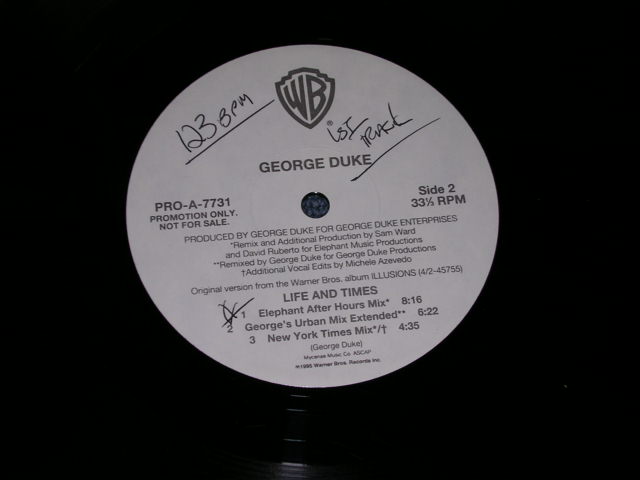 WB
®
123 BPM
1st TRACK
GEORGE DUKE
PRO-A-7731
PROMOTION ONLY.
NOT FOR SALE.
Side 2
33⅓ RPM
PRODUCED BY GEORGE DUKE FOR GEORGE DUKE ENTERPRISES
*Remix and Additional Production by Sam Ward
and David Ruberto for Elephant Music Productions
**Remixed by George Duke for George Duke Productions
†Additional Vocal Edits by Michele Azevedo
Original version from the Warner Bros. album ILLUSIONS (4/2-45755)
LIFE AND TIMES
1 Elephant After Hours Mix* 8:16
2 George's Urban Mix Extended** 6:22
3 New York Times Mix*/† 4:35
(George Duke)
Mycenae Music Co. ASCAP
℗1995 Warner Bros. Records Inc.